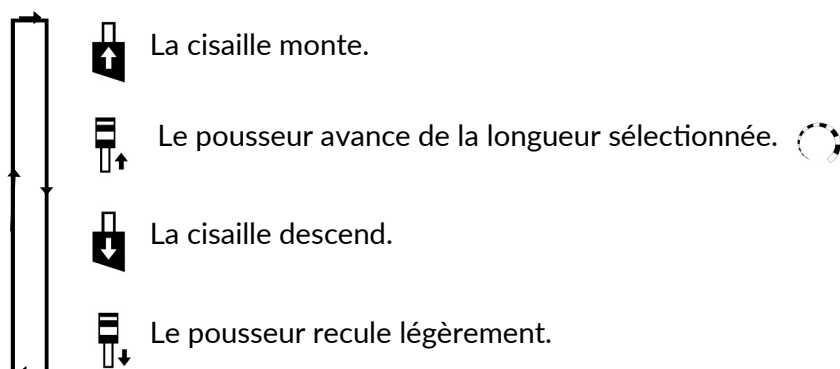 La cisaille monte.
Le pousseur avance de la longueur sélectionnée.
La cisaille descend.
Le pousseur recule légèrement.